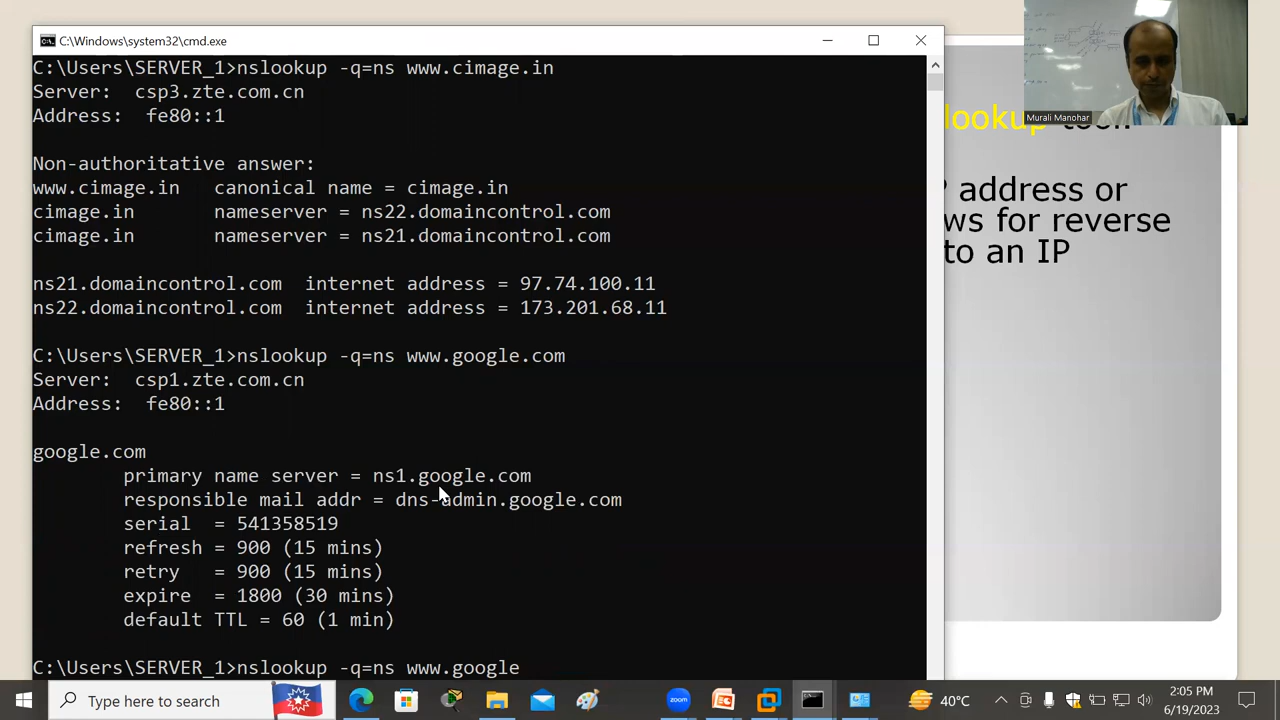 C:\Windows\system32\cmd.exe
C:\Users\SERVER_1>nslookup -q=ns www.cimage.in
Server:  csp3.zte.com.cn
Address:  fe80::1
Non-authoritative answer:
www.cimage.in   canonical name = cimage.in
cimage.in       nameserver = ns22.domaincontrol.com
cimage.in       nameserver = ns21.domaincontrol.com
ns21.domaincontrol.com  internet address = 97.74.100.11
ns22.domaincontrol.com  internet address = 173.201.68.11
C:\Users\SERVER_1>nslookup -q=ns www.google.com
Server:  csp1.zte.com.cn
Address:  fe80::1
google.com
primary name server = ns1.google.com
responsible mail addr = dns-admin.google.com
serial  = 541358519
refresh = 900 (15 mins)
retry   = 900 (15 mins)
expire  = 1800 (30 mins)
default TTL = 60 (1 min)
C:\Users\SERVER_1>nslookup -q=ns www.google
Murali Manohar
lookup
address or
ws for reverse
to an IP
Type here to search
40°C
2:05 PM
6/19/2023